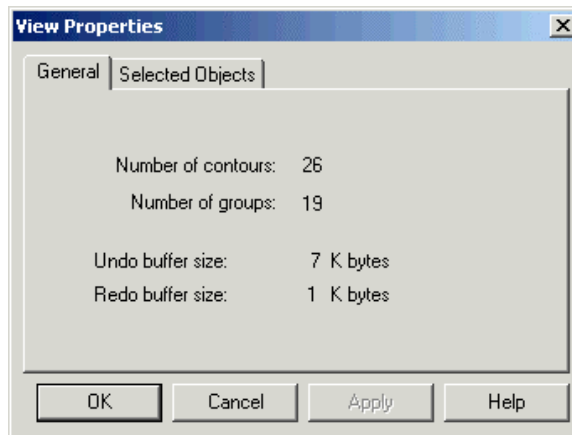 View Properties
General Selected Objects
Number of contours: 26
Number of groups: 19
Undo buffer size: 7 K bytes
Redo buffer size: 1 K bytes
OK Cancel Apply Help